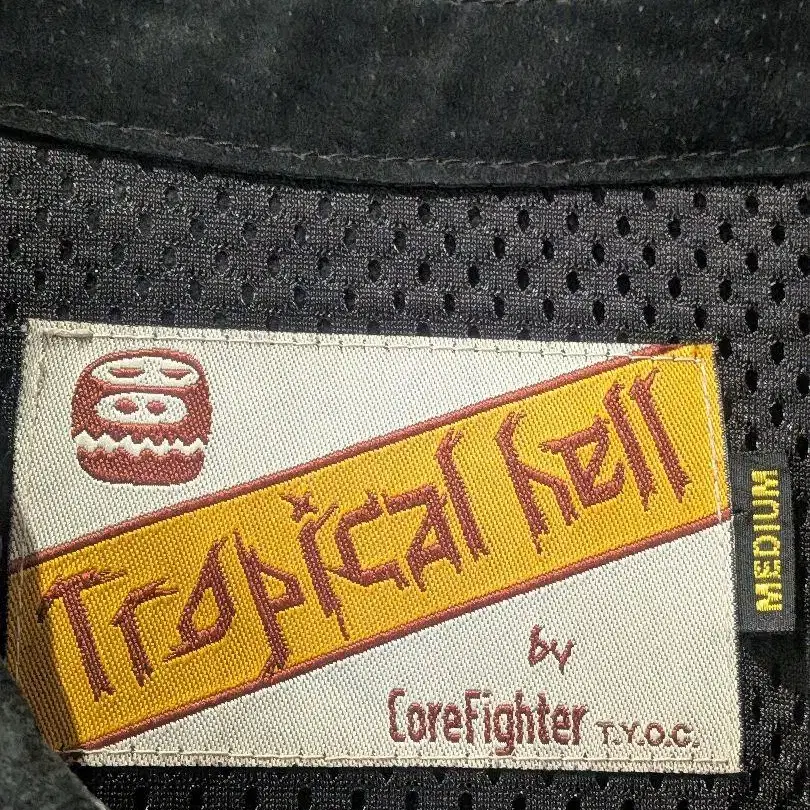 Tropical hell
by
CoreFighter T.Y.O.C.
MEDIUM